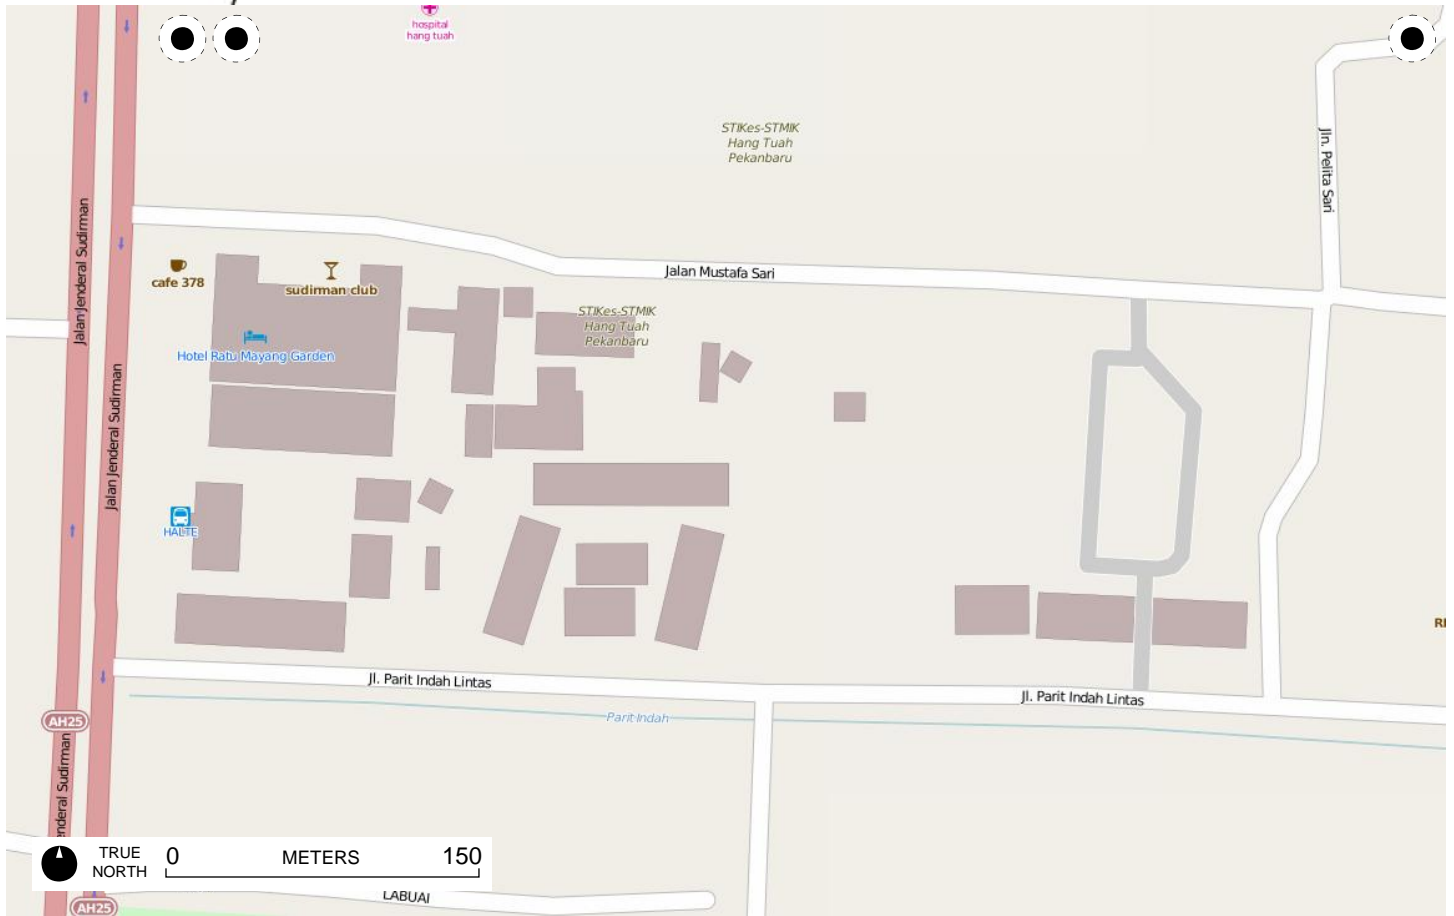 hospital
hang tuah
STIKes-STMIK
Hang Tuah
Pekanbaru
Jln. Pelita Sari
Jalan Jenderal Sudirman
Jalan Mustafa Sari
cafe 378
sudirman club
STIKes-STMIK
Hang Tuah
Pekanbaru
Hotel Ratu Mayang Garden
Jalan Jenderal Sudirman
HALTE
Jl. Parit Indah Lintas
Jl. Parit Indah Lintas
Parit Indah
AH25
enderal Sudirman
TRUE
NORTH
0 METERS 150
LABUAI
AH25